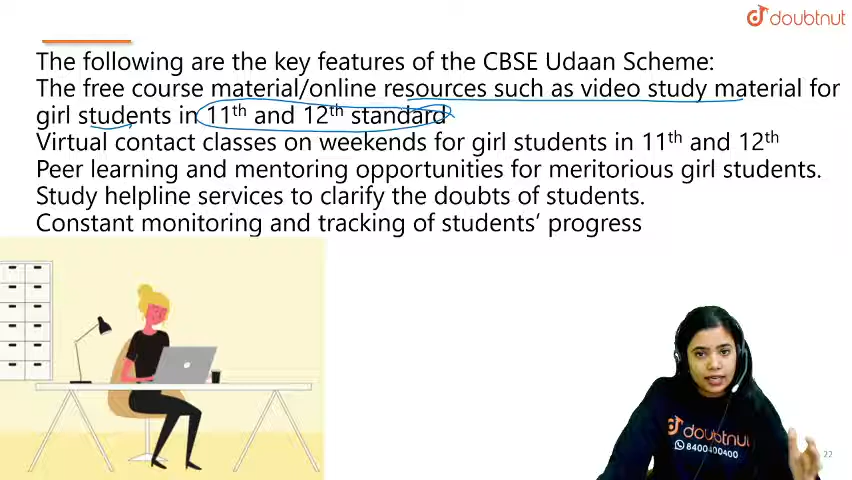 doubtnut
The following are the key features of the CBSE Udaan Scheme:
The free course material/online resources such as video study material for
girl students in 11th and 12th standard
Virtual contact classes on weekends for girl students in 11th and 12th
Peer learning and mentoring opportunities for meritorious girl students.
Study helpline services to clarify the doubts of students.
Constant monitoring and tracking of students‘ progress
doubtnut
8400400400
22